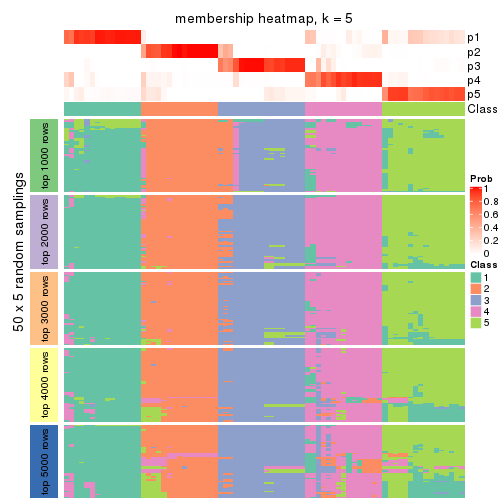 membership heatmap, k = 5
p1
p2
p3
p4
p5
Class
50 x 5 random samplings
top 1000 rows
top 2000 rows
top 3000 rows
top 4000 rows
top 5000 rows
Prob
1
0.8
0.6
0.4
0.2
0
Class
1
2
3
4
5